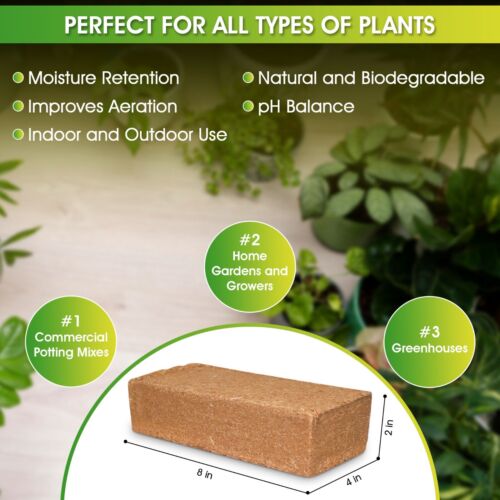 PERFECT FOR ALL TYPES OF PLANTS
• Moisture Retention
• Improves Aeration
• Indoor and Outdoor Use
• Natural and Biodegradable
• pH Balance
#1
Commercial
Potting Mixes
#2
Home
Gardens and
Growers
#3
Greenhouses
8 in
4 in
2 in